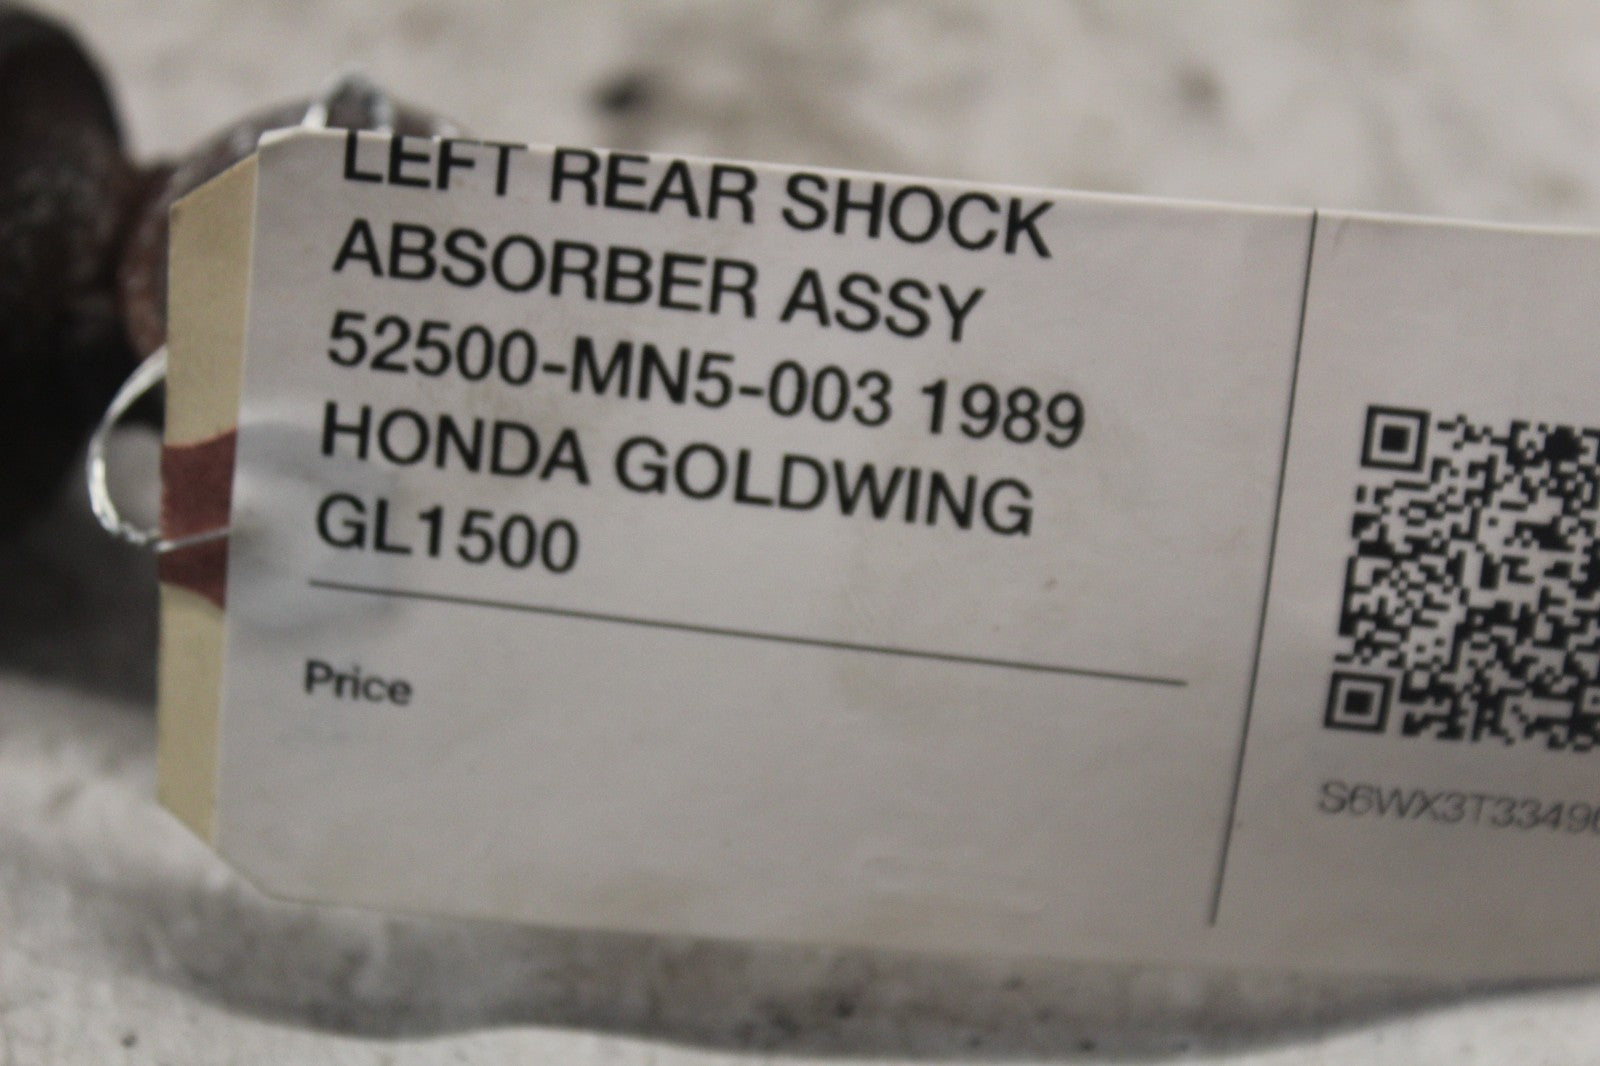 LEFT REAR SHOCK
ABSORBER ASSY
52500-MN5-003 1989
HONDA GOLDWING
GL1500
Price